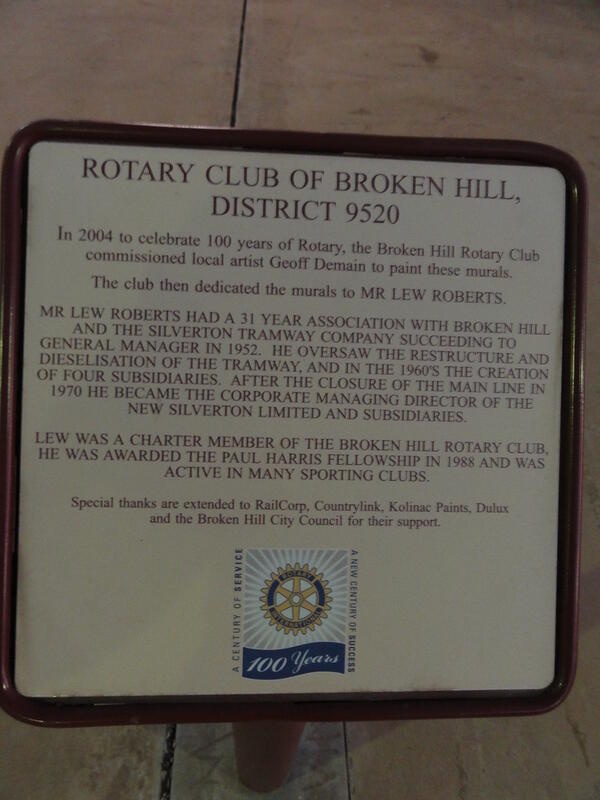 ROTARY CLUB OF BROKEN HILL,
DISTRICT 9520
In 2004 to celebrate 100 years of Rotary, the Broken Hill Rotary Club
commissioned local artist Geoff Demain to paint these murals.
The club then dedicated the murals to MR LEW ROBERTS.
MR LEW ROBERTS HAD A 31 YEAR ASSOCIATION WITH BROKEN HILL
AND THE SILVERTON TRAMWAY COMPANY SUCCEEDING TO
GENERAL MANAGER IN 1952. HE OVERSAW THE RESTRUCTURE AND
DIESELISATION OF THE TRAMWAY, AND IN THE 1960'S THE CREATION
OF FOUR SUBSIDIARIES. AFTER THE CLOSURE OF THE MAIN LINE IN
1970 HE BECAME THE CORPORATE MANAGING DIRECTOR OF THE
NEW SILVERTON LIMITED AND SUBSIDIARIES.
LEW WAS A CHARTER MEMBER OF THE BROKEN HILL ROTARY CLUB,
HE WAS AWARDED THE PAUL HARRIS FELLOWSHIP IN 1988 AND WAS
ACTIVE IN MANY SPORTING CLUBS.
Special thanks are extended to RailCorp, Countrylink, Kolinac Paints, Dulux
and the Broken Hill City Council for their support.
A CENTURY OF SERVICE
ROTARY
INTERNATIONAL
100 Years
A NEW CENTURY OF SUCCESS